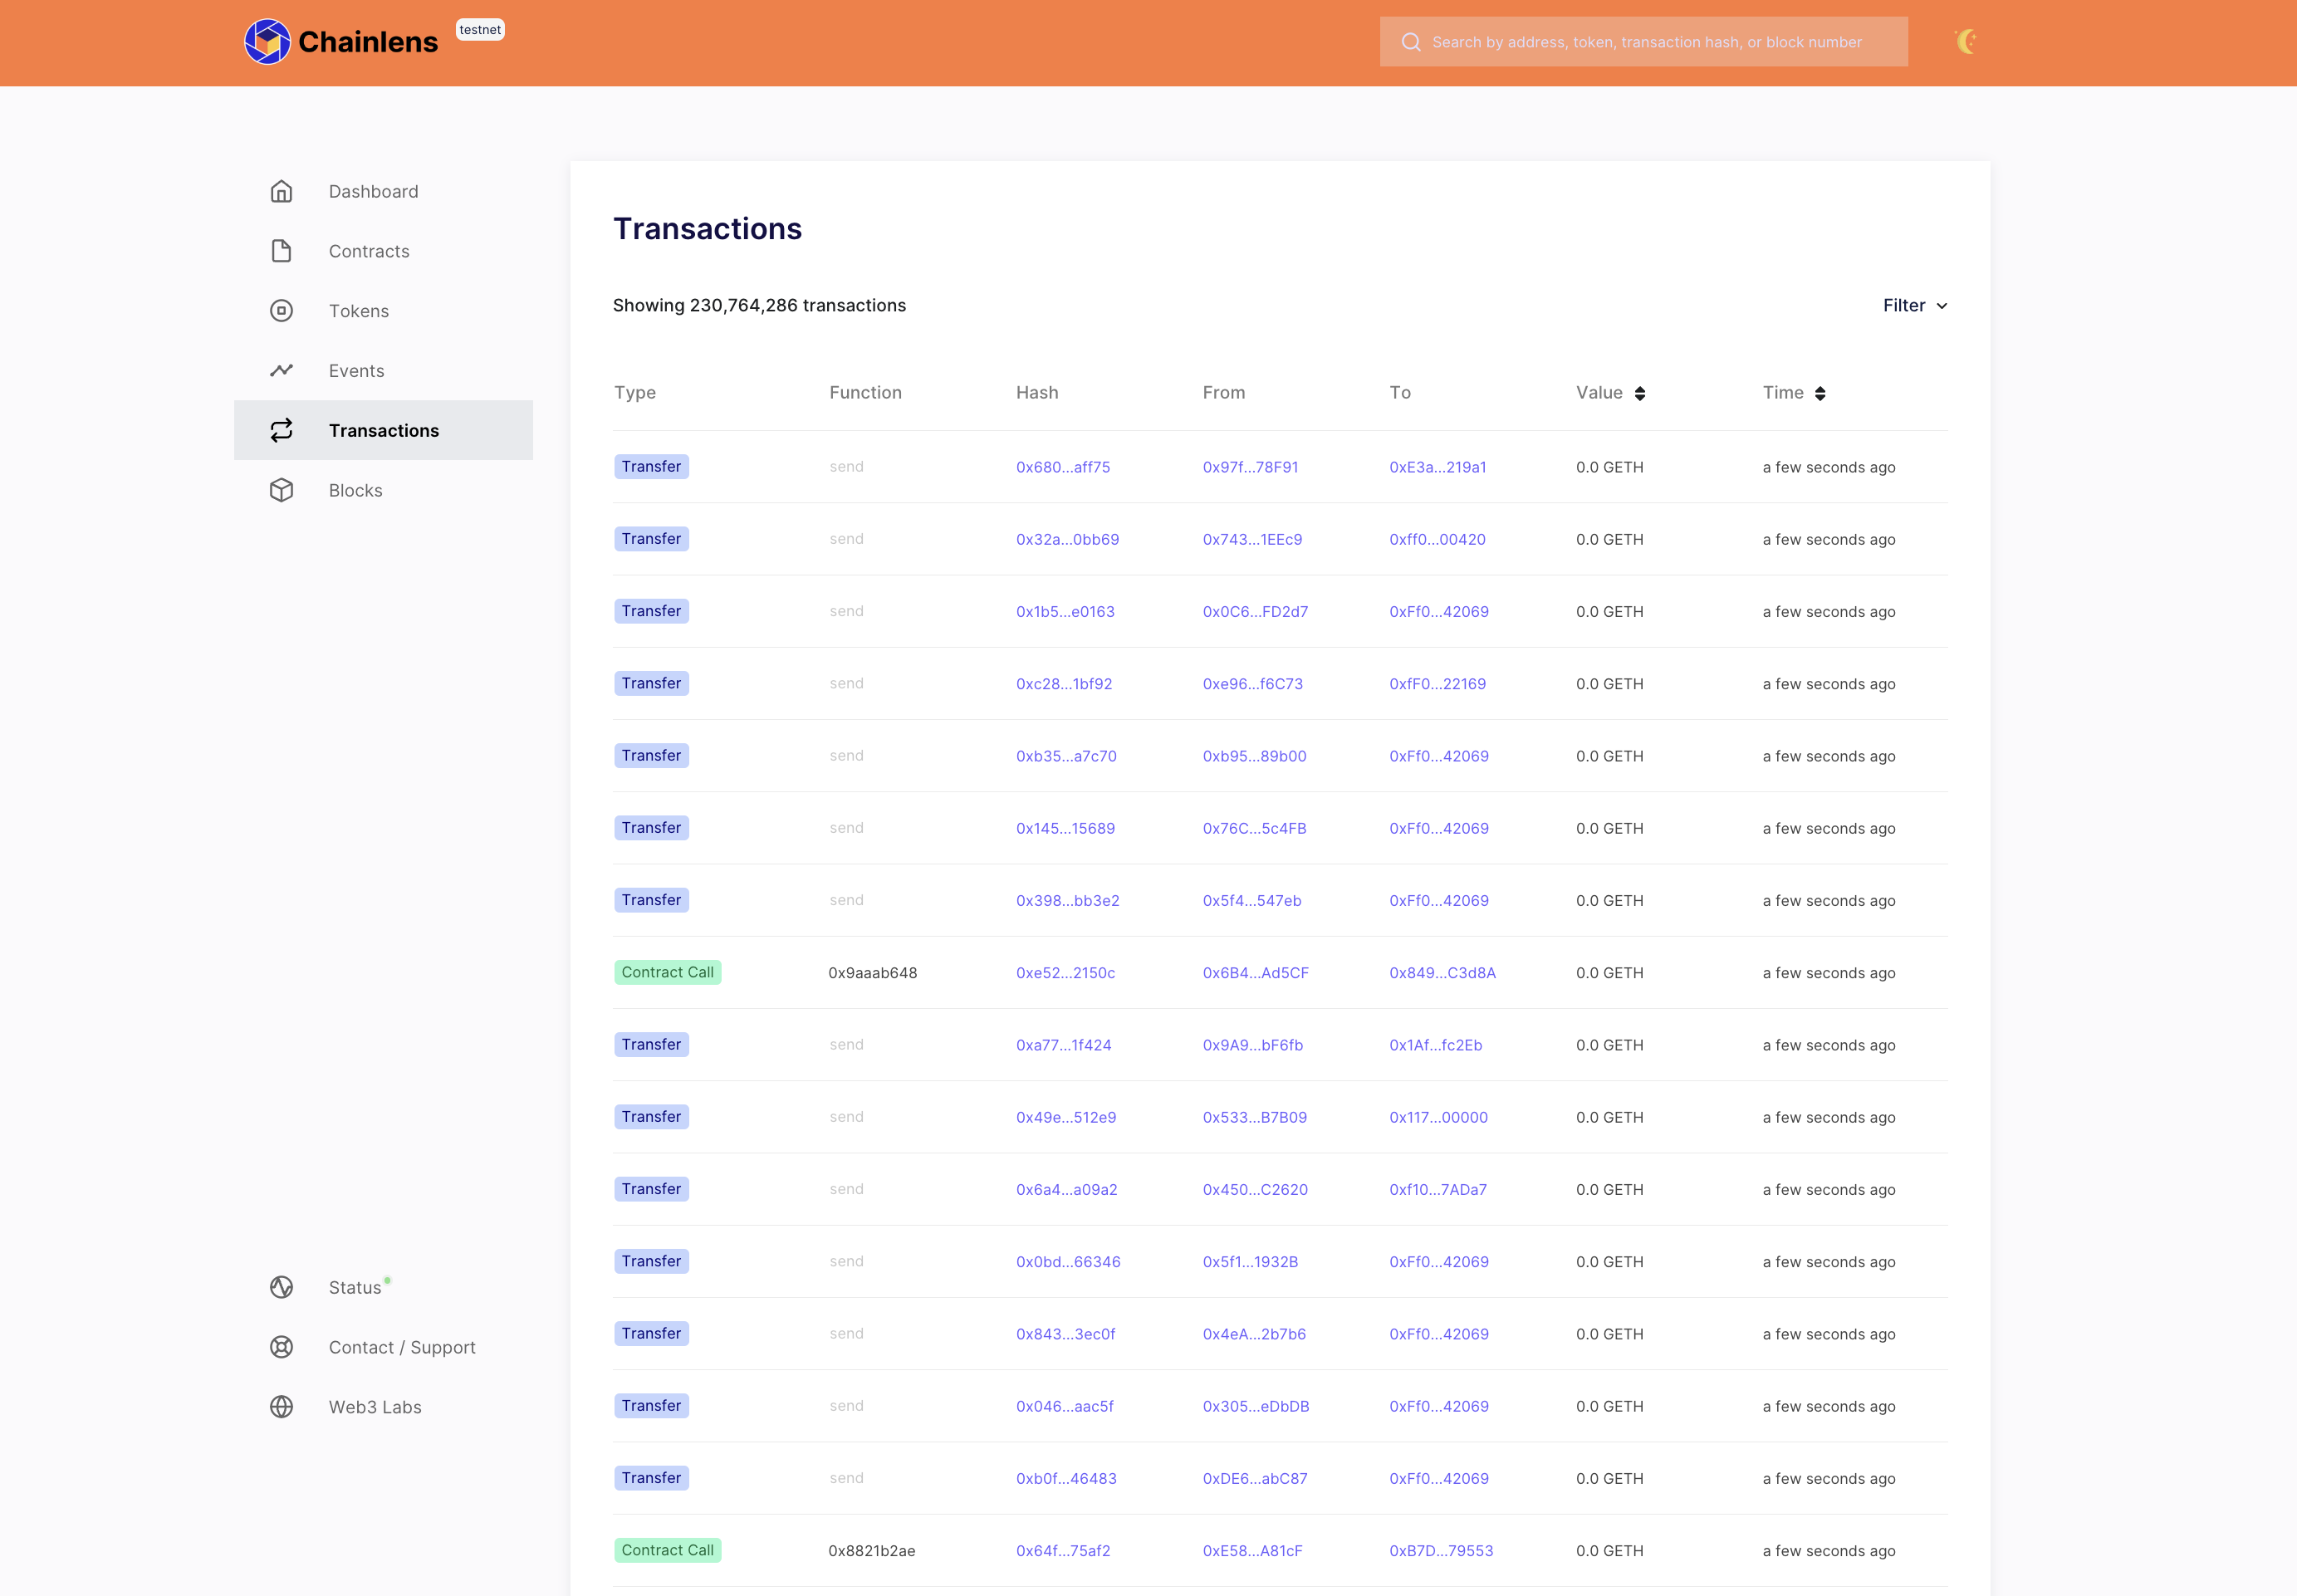 Chainlens testnet
Search by address, token, transaction hash, or block number
Dashboard
Contracts
Tokens
Events
Transactions
Blocks
Status
Contact / Support
Web3 Labs
Transactions
Showing 230,764,286 transactions Filter
Type Function Hash From To Value Time
Transfer send 0x680...aff75 0x97f...78F91 0xE3a...219a1 0.0 GETH a few seconds ago
Transfer send 0x32a...0bb69 0x743...1EEc9 0xff0...00420 0.0 GETH a few seconds ago
Transfer send 0x1b5...e0163 0x0C6...FD2d7 0xFf0...42069 0.0 GETH a few seconds ago
Transfer send 0xc28...1bf92 0xe96...f6C73 0xfF0...22169 0.0 GETH a few seconds ago
Transfer send 0xb35...a7c70 0xb95...89b00 0xFf0...42069 0.0 GETH a few seconds ago
Transfer send 0x145...15689 0x76C...5c4FB 0xFf0...42069 0.0 GETH a few seconds ago
Transfer send 0x398...bb3e2 0x5f4...547eb 0xFf0...42069 0.0 GETH a few seconds ago
Contract Call 0x9aaab648 0xe52...2150c 0x6B4...Ad5CF 0x849...C3d8A 0.0 GETH a few seconds ago
Transfer send 0xa77...1f424 0x9A9...bF6fb 0x1Af...fc2Eb 0.0 GETH a few seconds ago
Transfer send 0x49e...512e9 0x533...B7B09 0x117...00000 0.0 GETH a few seconds ago
Transfer send 0x6a4...a09a2 0x450...C2620 0xf10...7ADa7 0.0 GETH a few seconds ago
Transfer send 0x0bd...66346 0x5f1...1932B 0xFf0...42069 0.0 GETH a few seconds ago
Transfer send 0x843...3ec0f 0x4eA...2b7b6 0xFf0...42069 0.0 GETH a few seconds ago
Transfer send 0x046...aac5f 0x305...eDbDB 0xFf0...42069 0.0 GETH a few seconds ago
Transfer send 0xb0f...46483 0xDE6...abC87 0xFf0...42069 0.0 GETH a few seconds ago
Contract Call 0x8821b2ae 0x64f...75af2 0xE58...A81cF 0xB7D...79553 0.0 GETH a few seconds ago